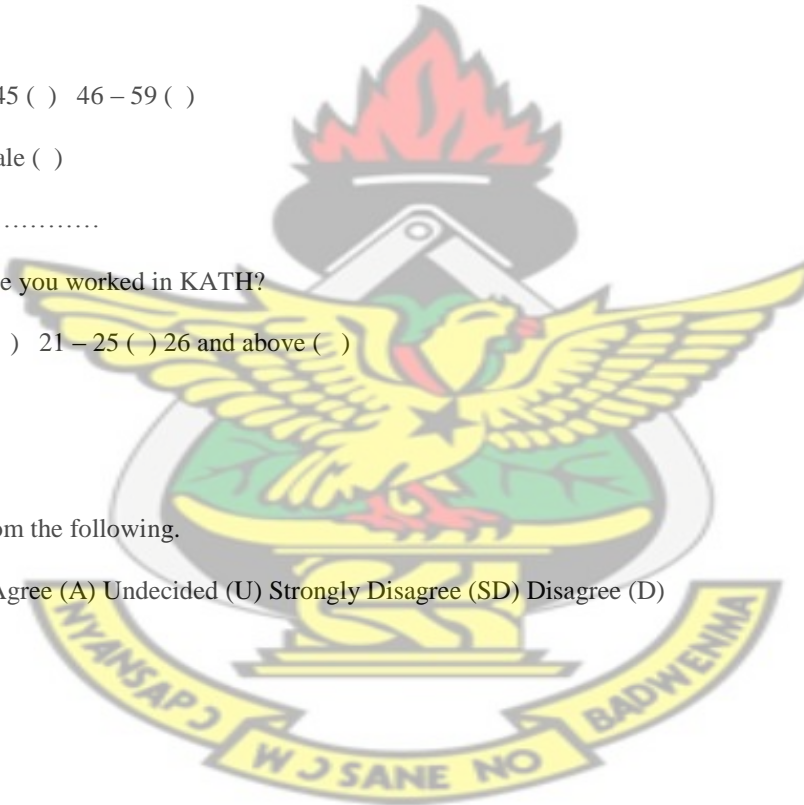 45 ( ) 46 – 59 ( )
ale ( )
…………
e you worked in KATH?
) 21 – 25 ( ) 26 and above ( )
om the following.
Agree (A) Undecided (U) Strongly Disagree (SD) Disagree (D)
NYANSAPƆ WƆSANE NO BADWENMA